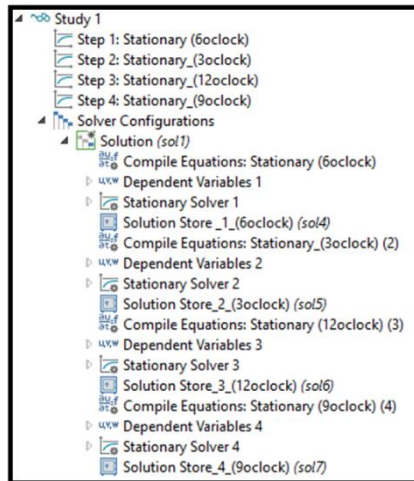 Study 1
Step 1: Stationary (6oclock)
Step 2: Stationary_(3oclock)
Step 3: Stationary_(12oclock)
Step 4: Stationary_(9oclock)
Solver Configurations
Solution (sol1)
Compile Equations: Stationary (6oclock)
Dependent Variables 1
Stationary Solver 1
Solution Store _1_(6oclock) (sol4)
Compile Equations: Stationary_(3oclock) (2)
Dependent Variables 2
Stationary Solver 2
Solution Store_2_(3oclock) (sol5)
Compile Equations: Stationary (12oclock) (3)
Dependent Variables 3
Stationary Solver 3
Solution Store_3_(12oclock) (sol6)
Compile Equations: Stationary (9oclock) (4)
Dependent Variables 4
Stationary Solver 4
Solution Store_4_(9oclock) (sol7)